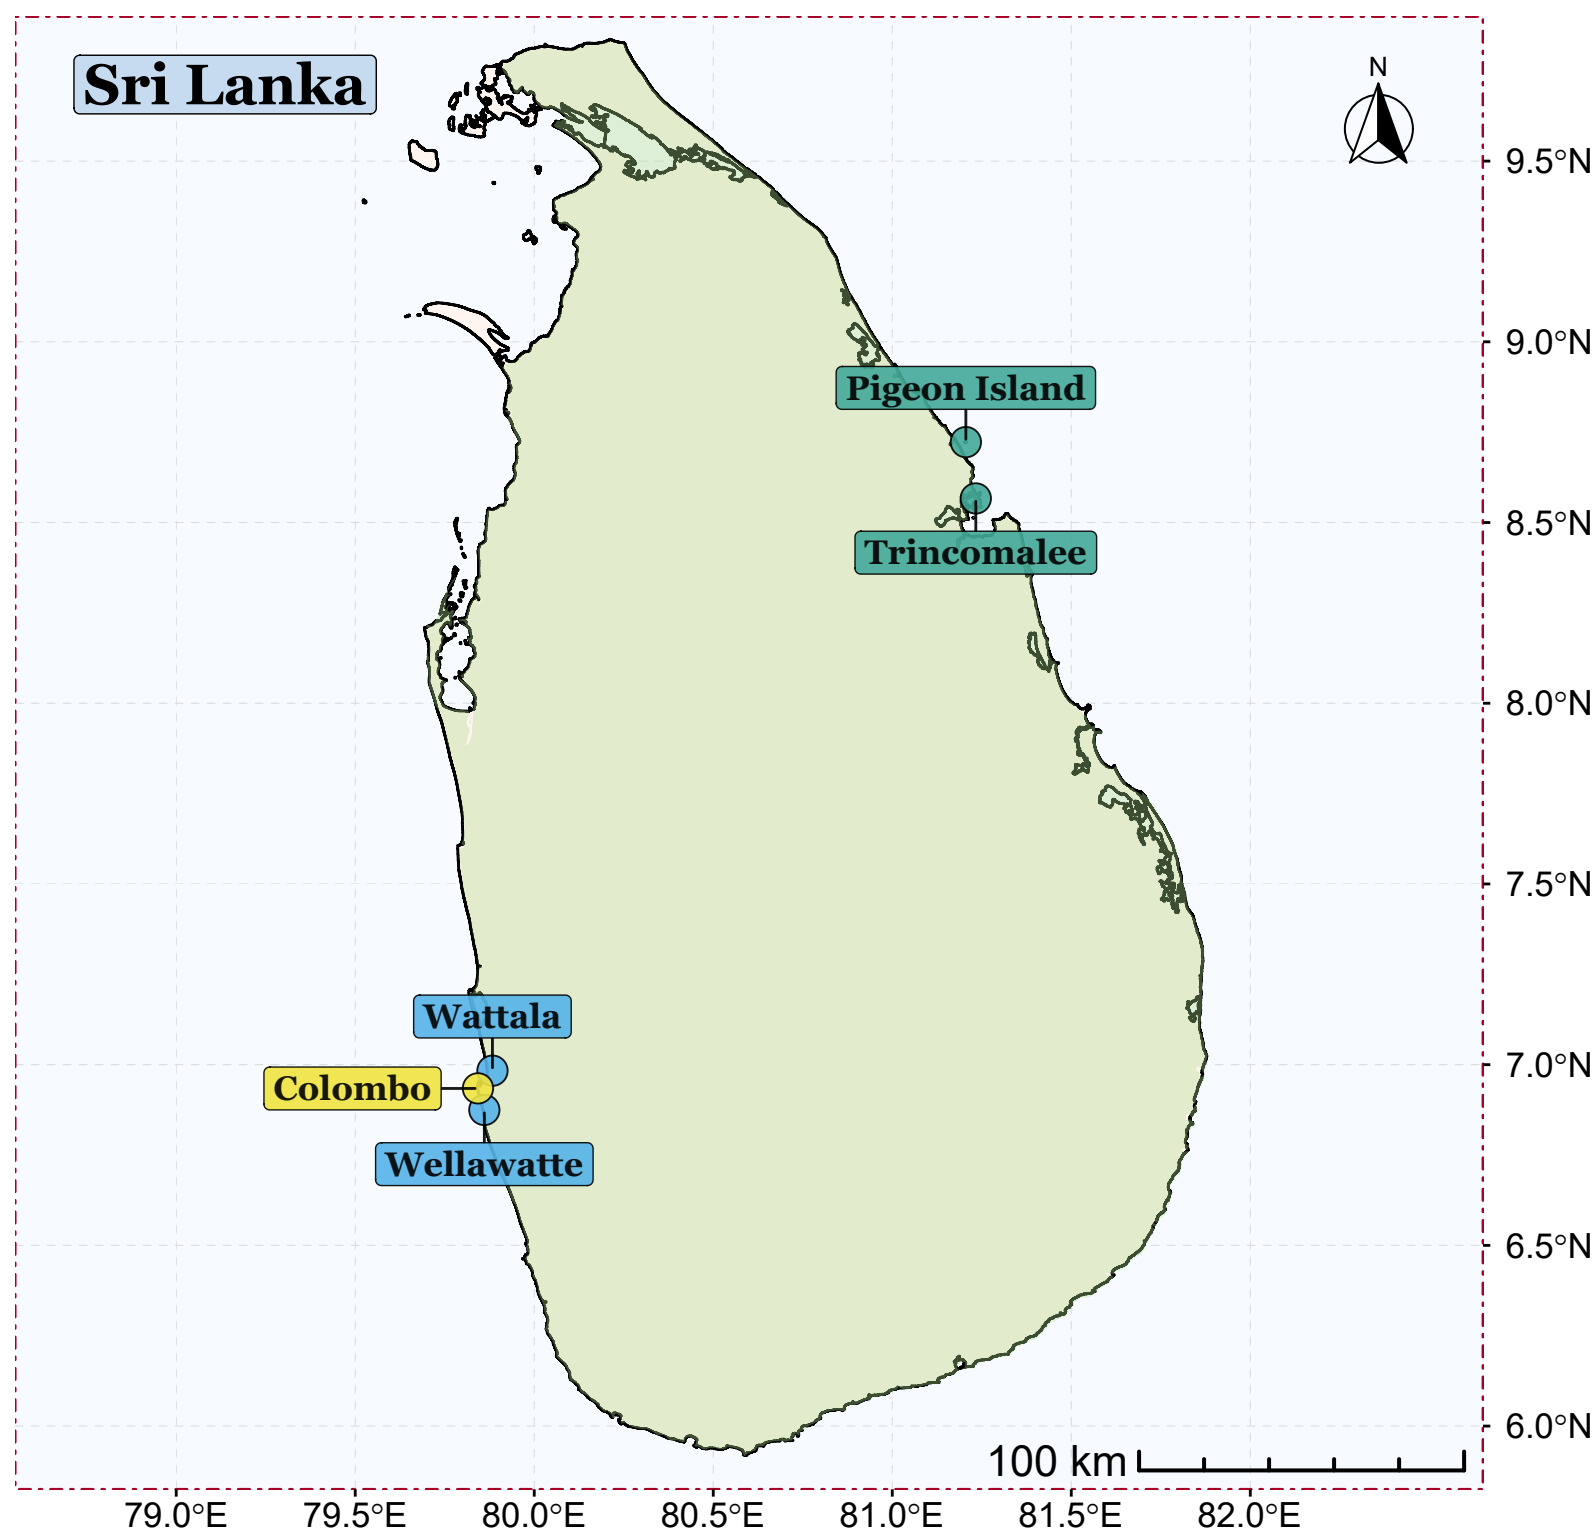 Sri Lanka
N
9.5°N
9.0°N
Pigeon Island
8.5°N
Trincomalee
8.0°N
7.5°N
Wattala
7.0°N
Colombo
Wellawatte
6.5°N
6.0°N
100 km
79.0°E 79.5°E 80.0°E 80.5°E 81.0°E 81.5°E 82.0°E